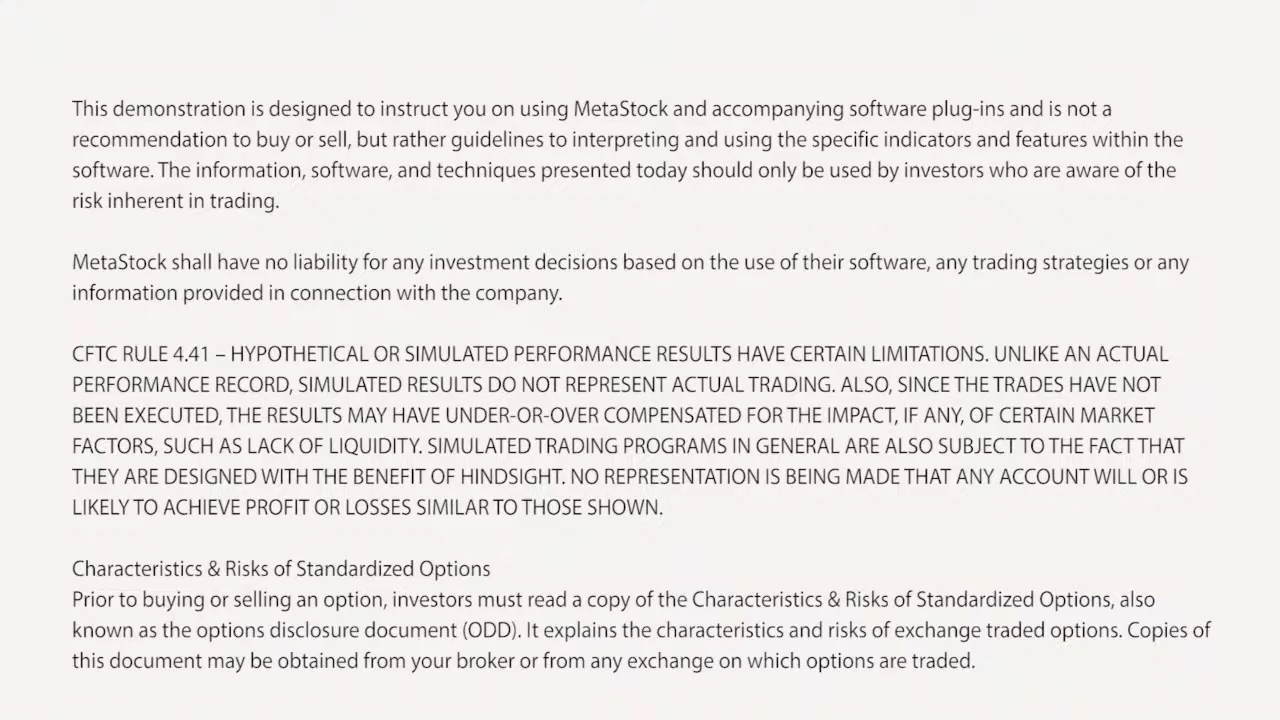 This demonstration is designed to instruct you on using MetaStock and accompanying software plug-ins and is not a
recommendation to buy or sell, but rather guidelines to interpreting and using the specific indicators and features within the
software. The information, software, and techniques presented today should only be used by investors who are aware of the
risk inherent in trading.
MetaStock shall have no liability for any investment decisions based on the use of their software, any trading strategies or any
information provided in connection with the company.
CFTC RULE 4.41 – HYPOTHETICAL OR SIMULATED PERFORMANCE RESULTS HAVE CERTAIN LIMITATIONS. UNLIKE AN ACTUAL
PERFORMANCE RECORD, SIMULATED RESULTS DO NOT REPRESENT ACTUAL TRADING. ALSO, SINCE THE TRADES HAVE NOT
BEEN EXECUTED, THE RESULTS MAY HAVE UNDER-OR-OVER COMPENSATED FOR THE IMPACT, IF ANY, OF CERTAIN MARKET
FACTORS, SUCH AS LACK OF LIQUIDITY. SIMULATED TRADING PROGRAMS IN GENERAL ARE ALSO SUBJECT TO THE FACT THAT
THEY ARE DESIGNED WITH THE BENEFIT OF HINDSIGHT. NO REPRESENTATION IS BEING MADE THAT ANY ACCOUNT WILL OR IS
LIKELY TO ACHIEVE PROFIT OR LOSSES SIMILAR TO THOSE SHOWN.
Characteristics & Risks of Standardized Options
Prior to buying or selling an option, investors must read a copy of the Characteristics & Risks of Standardized Options, also
known as the options disclosure document (ODD). It explains the characteristics and risks of exchange traded options. Copies of
this document may be obtained from your broker or from any exchange on which options are traded.